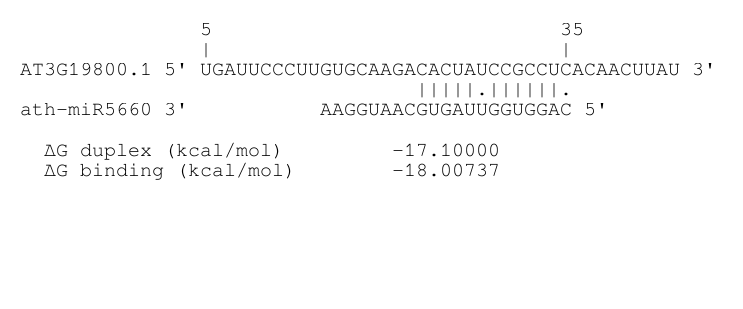 5                             35
|                             |
AT3G19800.1 5' UGAUUCCCUUGUGCAAGACACUAUCCGCCUCACAACUUAU 3'
|||||.||||||.
ath-miR5660 3'           AAGGUAACGUGAUUGGUGGAC 5'
ΔG duplex (kcal/mol)         -17.10000
ΔG binding (kcal/mol)        -18.00737